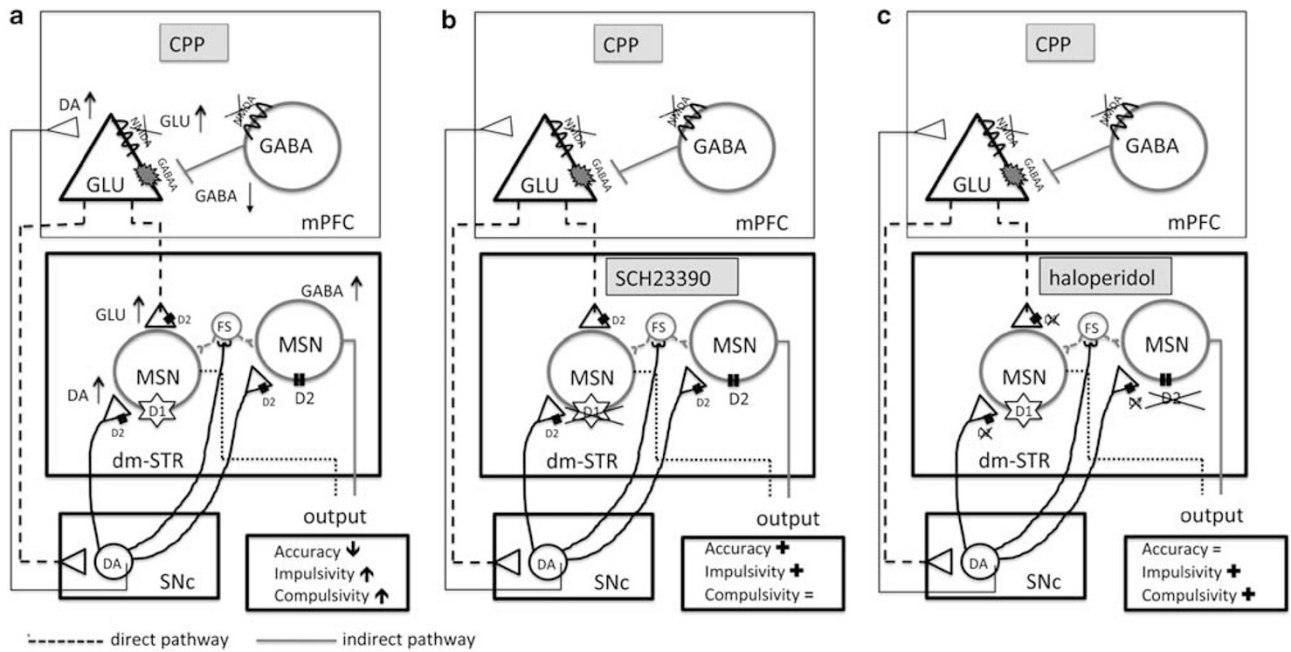 a
CPP
DA
GLU
NMDA
NMDA
GABA
GLU
GABAA
GABA
mPFC
GLU
D2
FS
GABA
MSN
MSN
DA
D1
D2
D2
D2
dm-STR
output
DA
SNc
Accuracy ↓
Impulsivity ↑
Compulsivity ↑
b
CPP
NMDA
NMDA
GABA
GLU
GABAA
mPFC
SCH23390
D2
FS
MSN
MSN
D1
D2
D2
D2
dm-STR
output
DA
SNc
Accuracy +
Impulsivity +
Compulsivity =
c
CPP
NMDA
NMDA
GABA
GLU
GABAA
mPFC
haloperidol
D2
FS
MSN
MSN
D1
D2
D2
D2
dm-STR
output
DA
SNc
Accuracy =
Impulsivity +
Compulsivity +
direct pathway
indirect pathway